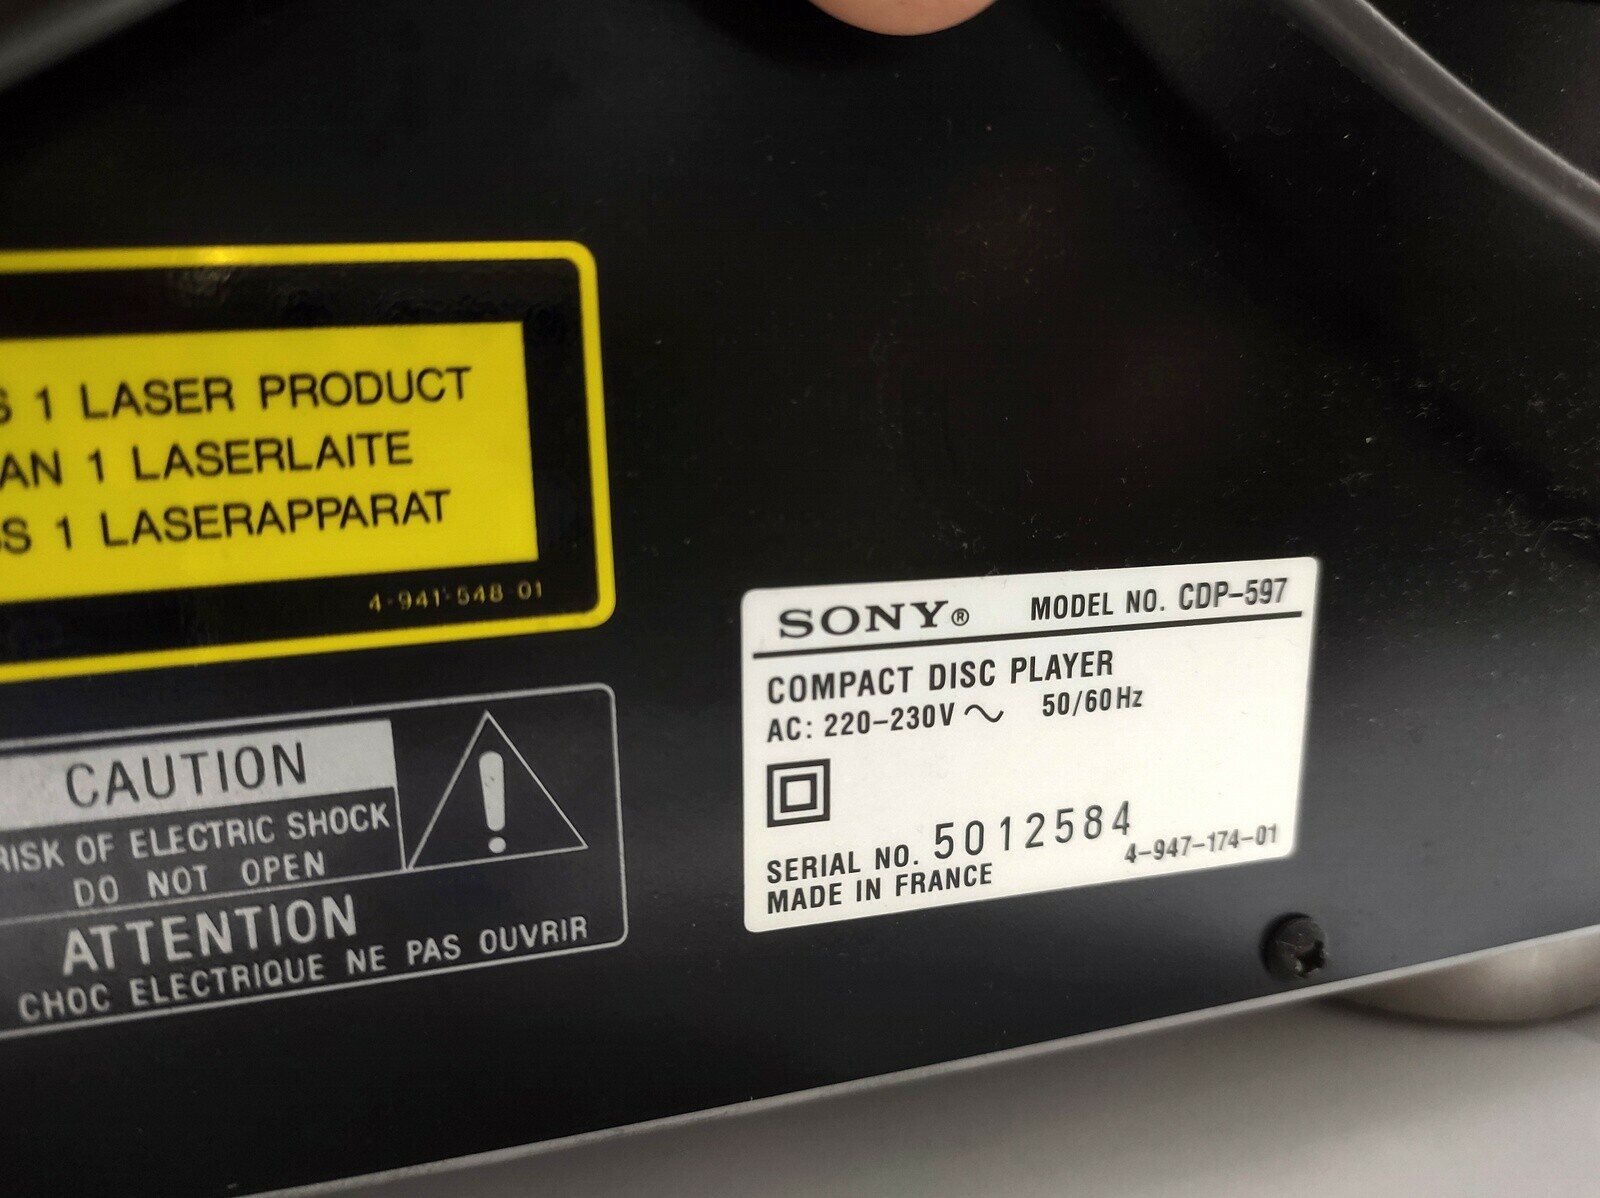 S 1 LASER PRODUCT
AN 1 LASERLAITE
S 1 LASERAPPARAT
4-941-548-01
CAUTION
RISK OF ELECTRIC SHOCK
DO NOT OPEN
ATTENTION
CHOC ELECTRIQUE NE PAS OUVRIR
SONY® MODEL NO. CDP-597
COMPACT DISC PLAYER
AC: 220-230V ~ 50/60Hz
SERIAL NO. 5012584
4-947-174-01
MADE IN FRANCE